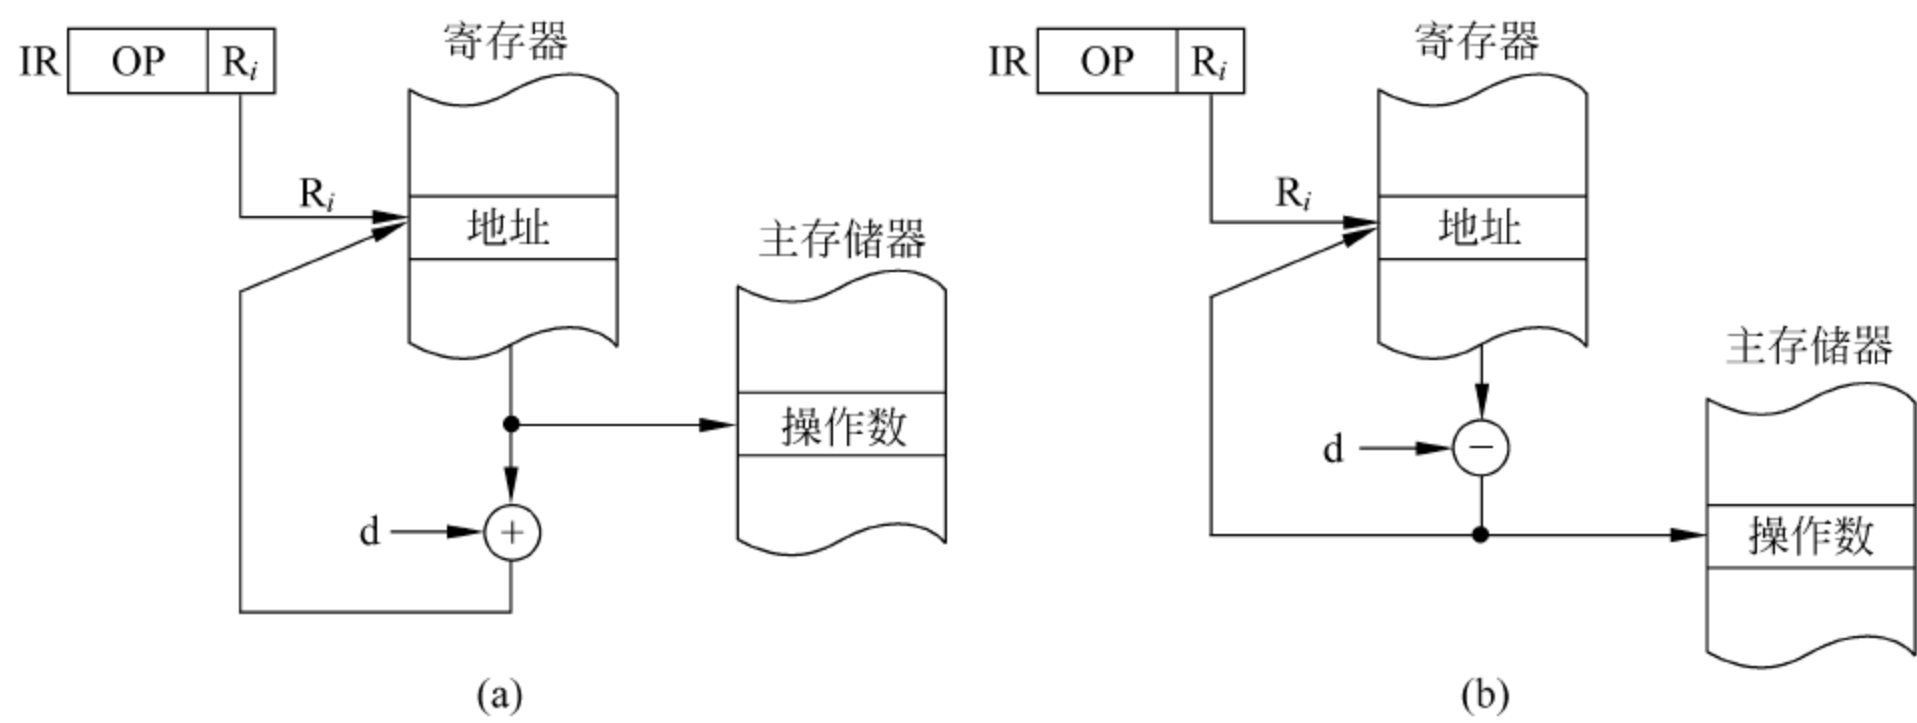 IR OP Ri
寄存器
Ri
地址
主存储器
操作数
d
+
(a)
IR OP Ri
寄存器
Ri
地址
主存储器
d
−
操作数
(b)